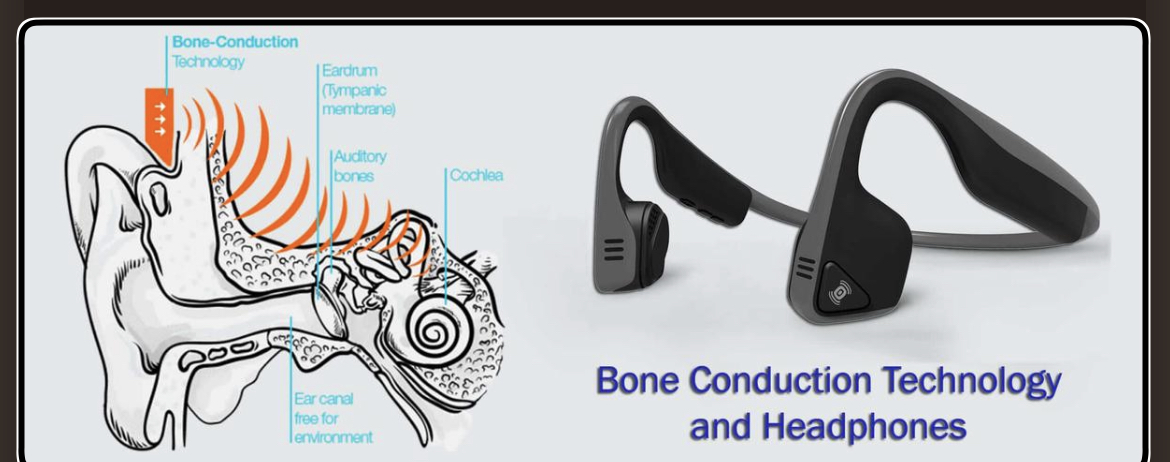 Bone-Conduction
Technology
Eardrum
(Tympanic
membrane)
Auditory
bones
Cochlea
Ear canal
free for
environment
Bone Conduction Technology
and Headphones